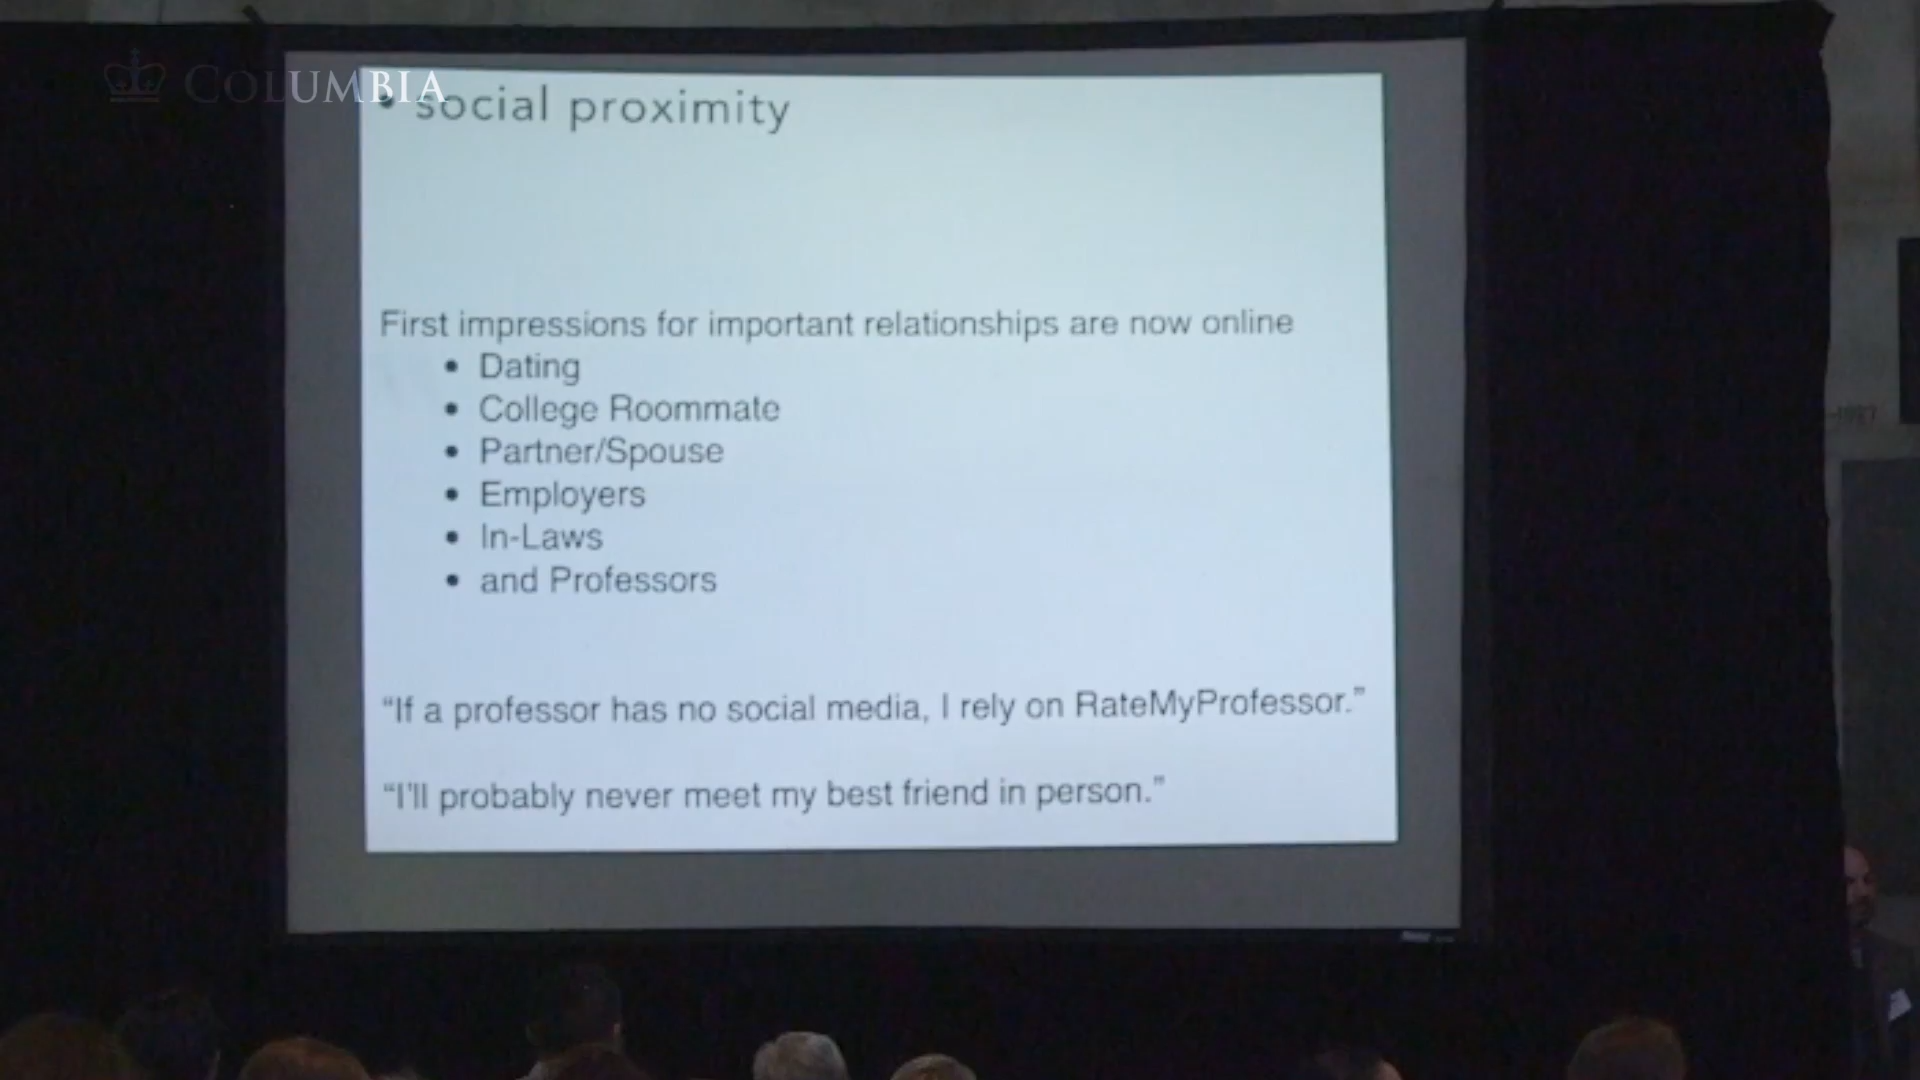 COLUMBIA
• social proximity
First impressions for important relationships are now online
• Dating
• College Roommate
• Partner/Spouse
• Employers
• In-Laws
• and Professors
“If a professor has no social media, I rely on RateMyProfessor.”
“I'll probably never meet my best friend in person.”